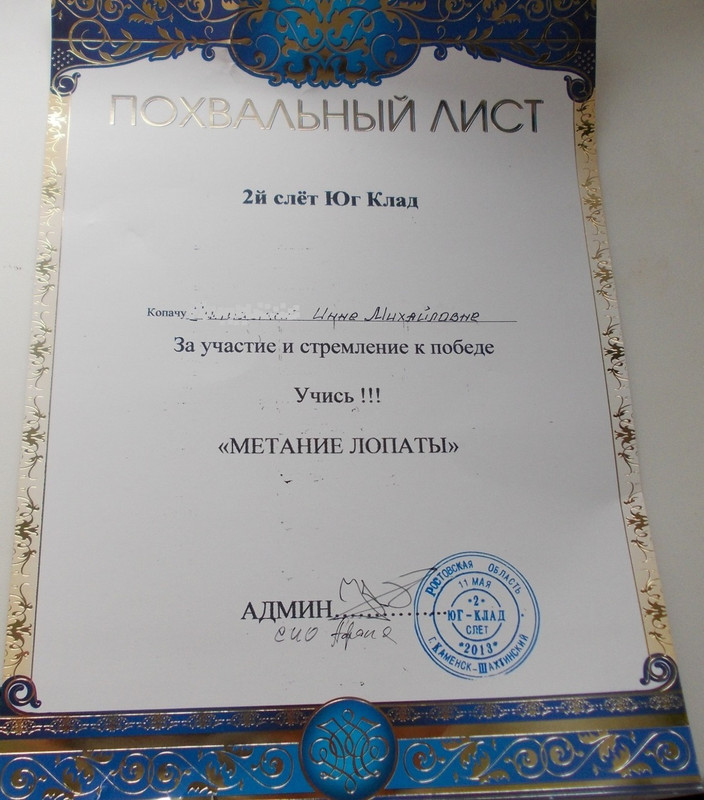 ПОХВАЛЬНЫЙ ЛИСТ
2й слёт Юг Клад
Копачу Инне Михайловне
За участие и стремление к победе
Учись !!!
«МЕТАНИЕ ЛОПАТЫ»
АДМИН..................
РОСТОВСКАЯ ОБЛАСТЬ
11 МАЯ
*2*
ЮГ-КЛАД
СЛЕТ
*2013*
Г. КАМЕНСК-ШАХТИНСКИЙ